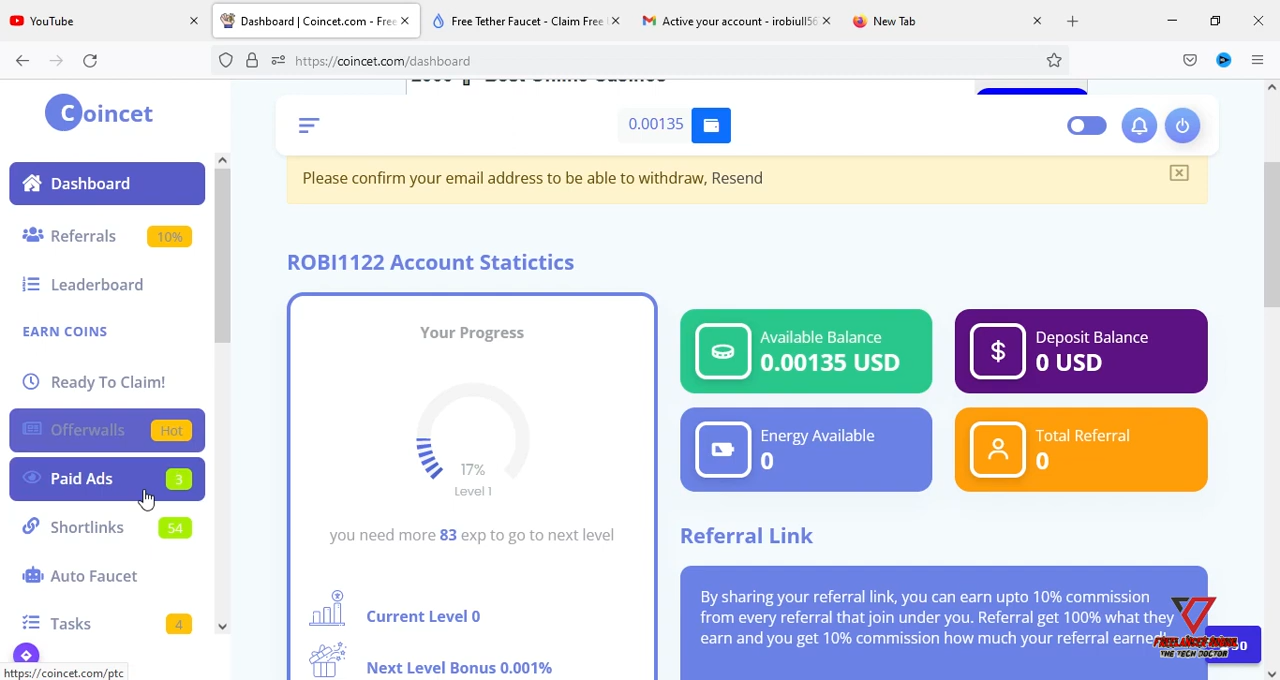 YouTube
Dashboard | Coincet.com - Free
Free Tether Faucet - Claim Free
Active your account - irobiull56
New Tab
https://coincet.com/dashboard
Coincet
0.00135
Please confirm your email address to be able to withdraw, Resend
Dashboard
Referrals 10%
Leaderboard
EARN COINS
Ready To Claim!
Offerwalls Hot
Paid Ads 3
Shortlinks 54
Auto Faucet
Tasks 4
https://coincet.com/ptc
ROBI1122 Account Statictics
Your Progress
17%
Level 1
you need more 83 exp to go to next level
Current Level 0
Next Level Bonus 0.001%
Available Balance
0.00135 USD
Deposit Balance
0 USD
Energy Available
0
Total Referral
0
Referral Link
By sharing your referral link, you can earn upto 10% commission
from every referral that join under you. Referral get 100% what they
earn and you get 10% commission how much your referral earned!
THE TECH DOCTOR